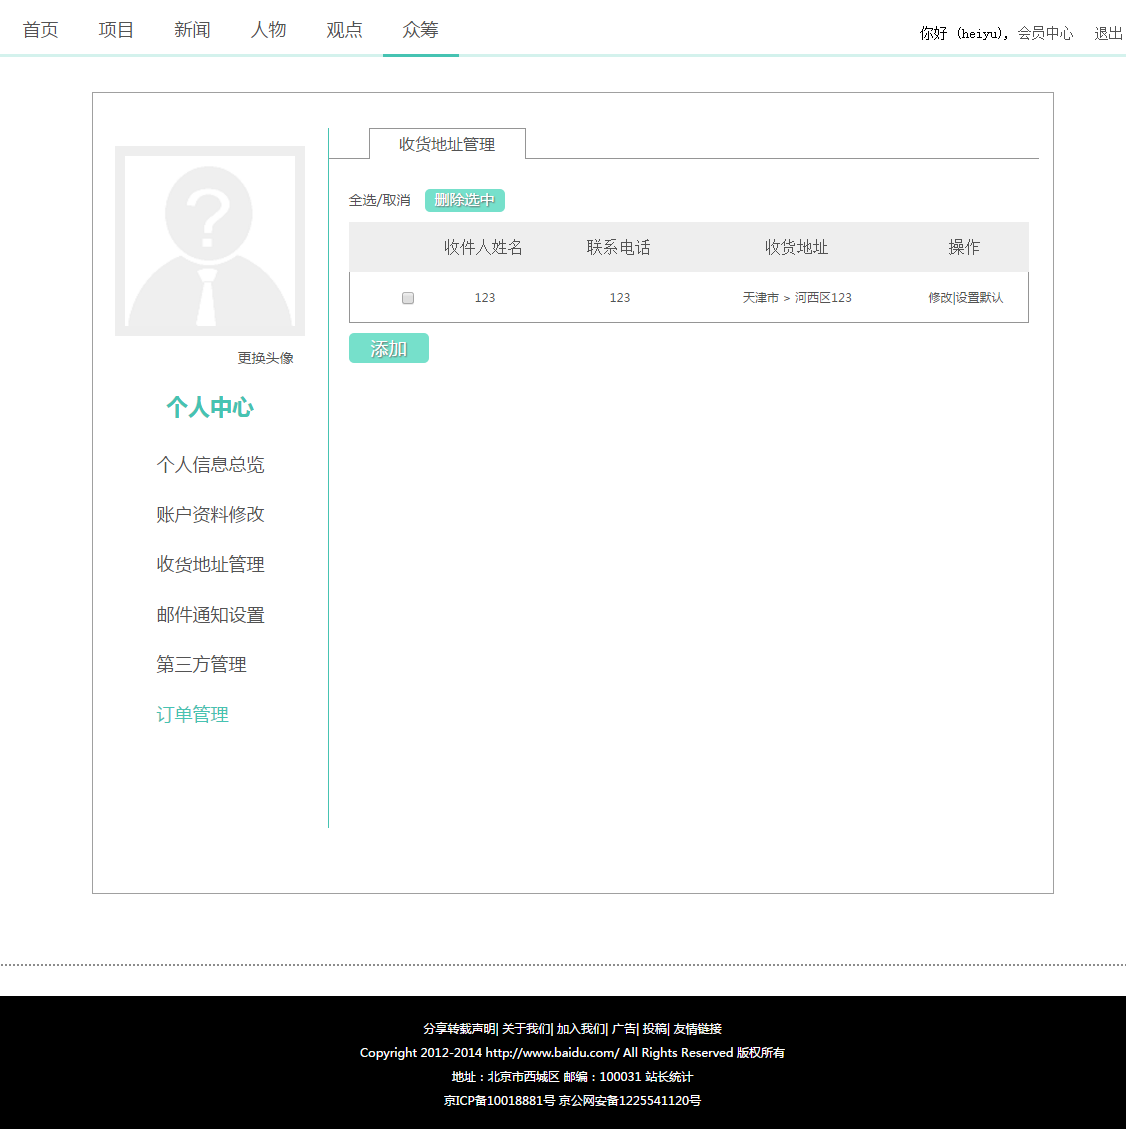 首页 项目 新闻 人物 观点 众筹
你好 (heiyu), 会员中心 退出
收货地址管理
全选/取消 删除选中
收件人姓名 联系电话 收货地址 操作
123 123 天津市 > 河西区123 修改|设置默认
添加
更换头像
个人中心
个人信息总览
账户资料修改
收货地址管理
邮件通知设置
第三方管理
订单管理
分享转载声明| 关于我们| 加入我们| 广告| 投稿| 友情链接
Copyright 2012-2014 http://www.baidu.com/ All Rights Reserved 版权所有
地址：北京市西城区 邮编：100031 站长统计
京ICP备10018881号 京公网安备1225541120号